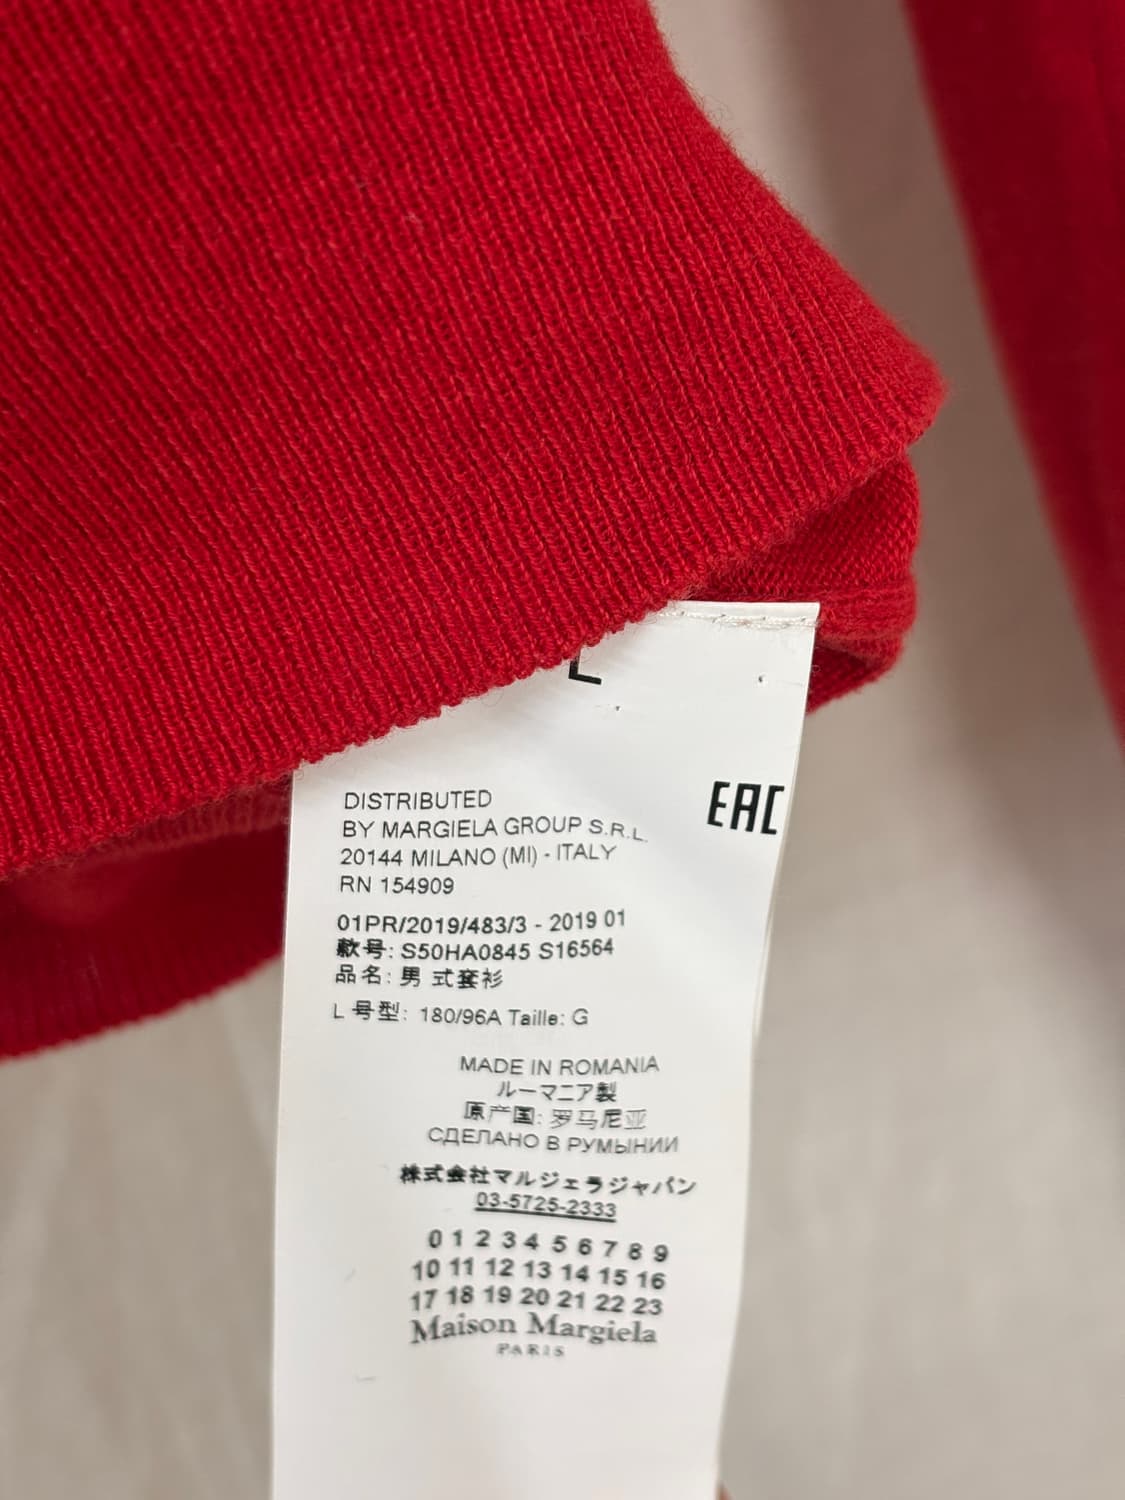 L
EAC
DISTRIBUTED
BY MARGIELA GROUP S.R.L.
20144 MILANO (MI) - ITALY
RN 154909
01PR/2019/483/3 - 2019 01
款号: S50HA0845 S16564
品名: 男 式套衫
L 号型: 180/96A Taille: G
MADE IN ROMANIA
ルーマニア製
原产国: 罗马尼亚
СДЕЛАНО В РУМЫНИИ
株式会社マルジェラジャパン
03-5725-2333
0 1 2 3 4 5 6 7 8 9
10 11 12 13 14 15 16
17 18 19 20 21 22 23
Maison Margiela
PARIS